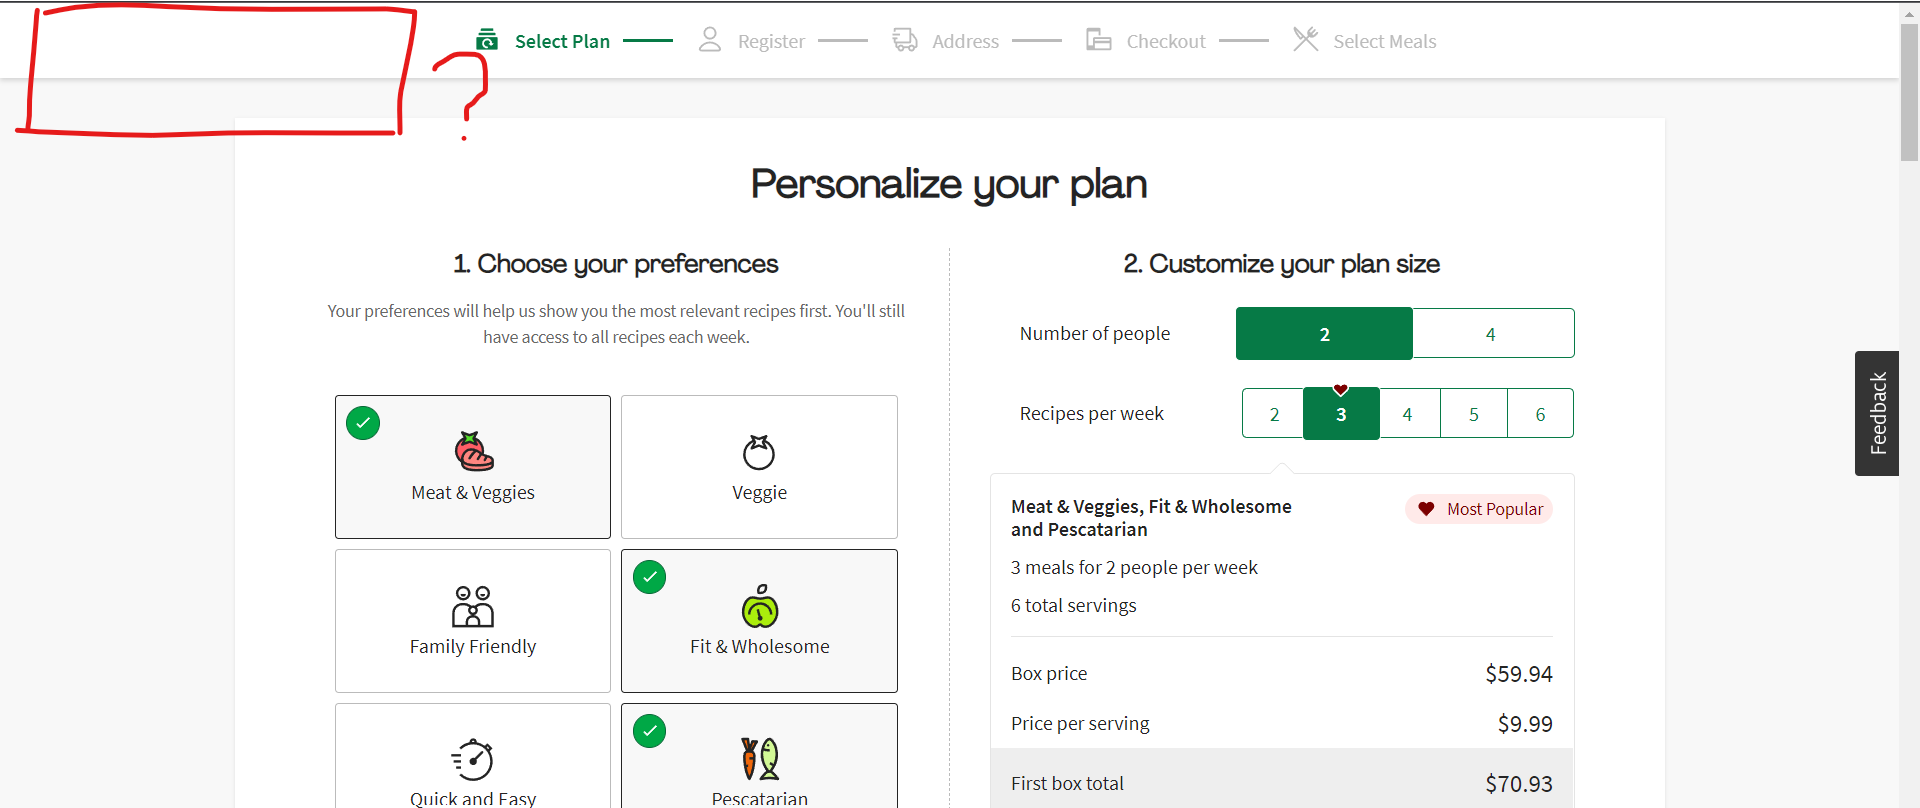 ?
Select Plan
Register
Address
Checkout
Select Meals
Personalize your plan
1. Choose your preferences
Your preferences will help us show you the most relevant recipes first. You'll still
have access to all recipes each week.
Meat & Veggies
Veggie
Family Friendly
Fit & Wholesome
Quick and Easy
Pescatarian
2. Customize your plan size
Number of people
2
4
Recipes per week
2
3
4
5
6
Meat & Veggies, Fit & Wholesome
and Pescatarian
Most Popular
3 meals for 2 people per week
6 total servings
Box price
$59.94
Price per serving
$9.99
First box total
$70.93
Feedback